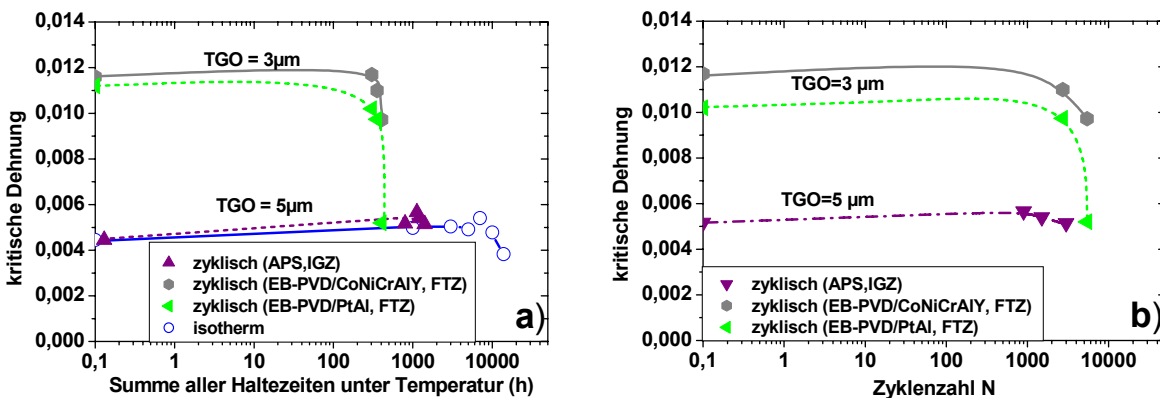 0,014
0,012
0,010
0,008
0,006
0,004
0,002
0,000
kritische Dehnung
TGO = 3µm
TGO = 5µm
zyklisch (APS,IGZ)
zyklisch (EB-PVD/CoNiCrAlY, FTZ)
zyklisch (EB-PVD/PtAl, FTZ)
isotherm
a)
0,1 1 10 100 1000 10000
Summe aller Haltezeiten unter Temperatur (h)
0,014
0,012
0,010
0,008
0,006
0,004
0,002
0,000
kritische Dehnung
TGO=3 µm
TGO=5 µm
zyklisch (APS,IGZ)
zyklisch (EB-PVD/CoNiCrAlY, FTZ)
zyklisch (EB-PVD/PtAl, FTZ)
b)
0,1 1 10 100 1000 10000
Zyklenzahl N